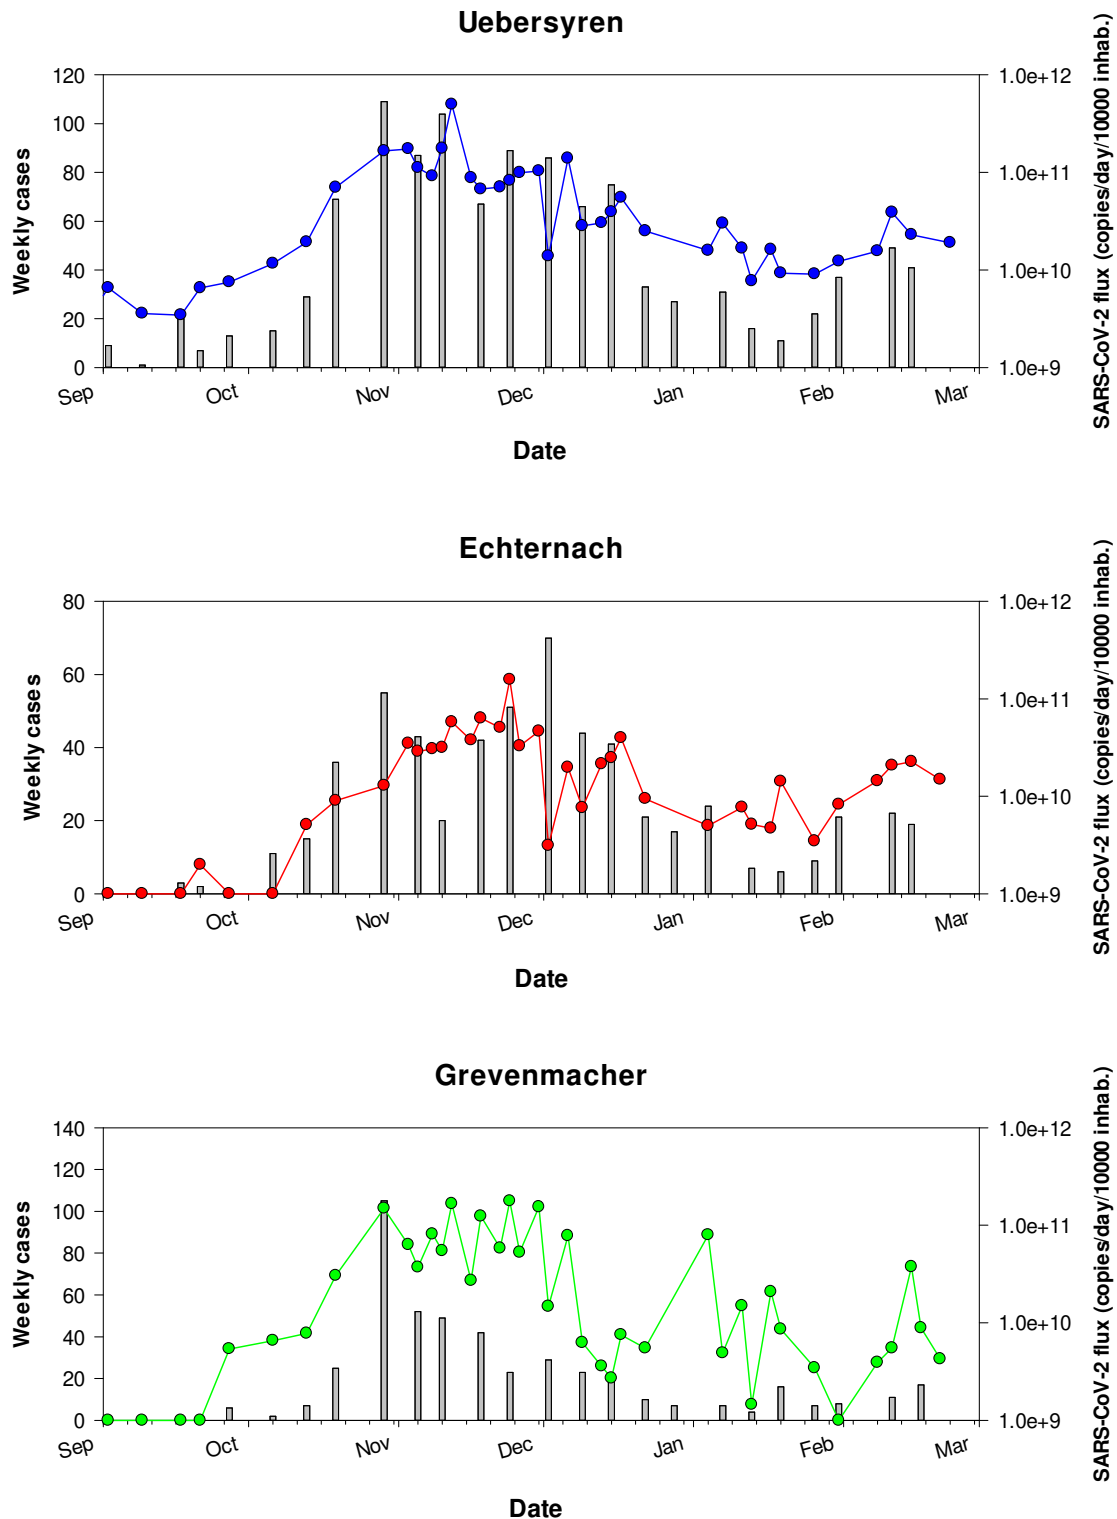 Uebersyren
Weekly cases
120
100
80
60
40
20
0
1.0e+12
1.0e+11
1.0e+10
1.0e+9
SARS-CoV-2 flux (copies/day/10000 inhab.)
Sep
Oct
Nov
Dec
Jan
Feb
Mar
Date
Echternach
Weekly cases
80
60
40
20
0
1.0e+12
1.0e+11
1.0e+10
1.0e+9
SARS-CoV-2 flux (copies/day/10000 inhab.)
Sep
Oct
Nov
Dec
Jan
Feb
Mar
Date
Grevenmacher
Weekly cases
140
120
100
80
60
40
20
0
1.0e+12
1.0e+11
1.0e+10
1.0e+9
SARS-CoV-2 flux (copies/day/10000 inhab.)
Sep
Oct
Nov
Dec
Jan
Feb
Mar
Date